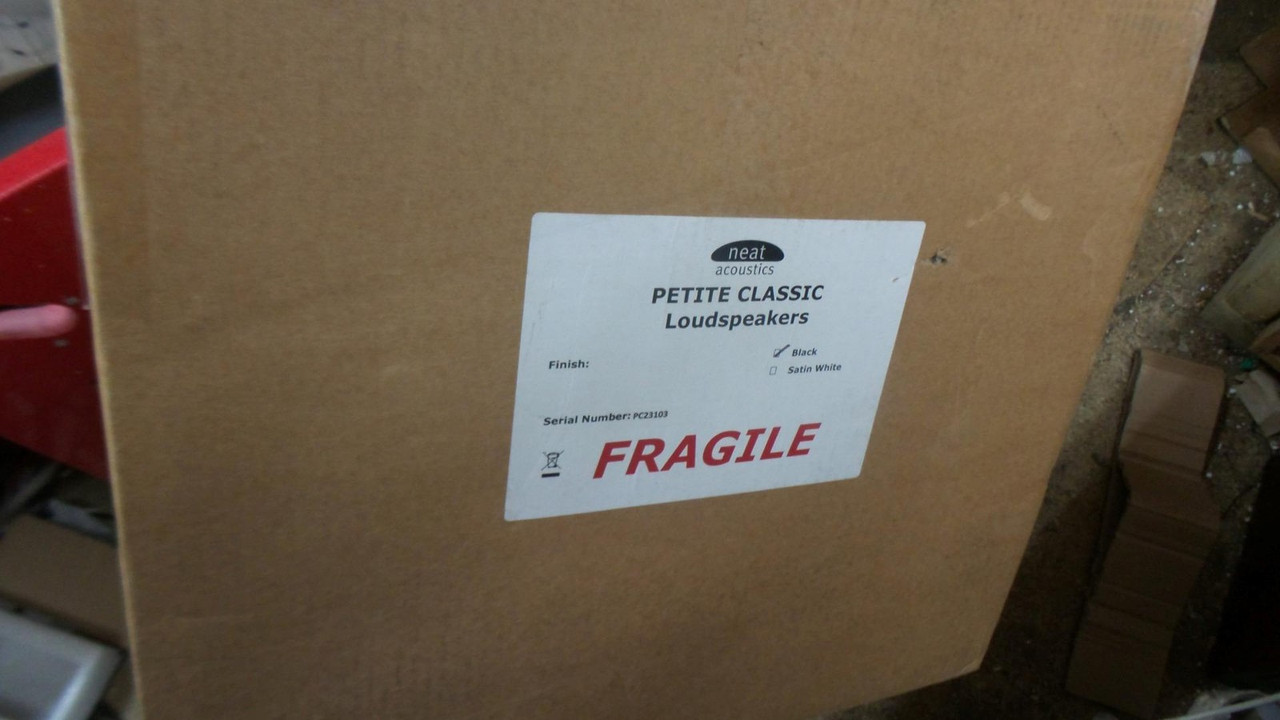 neat
acoustics
PETITE CLASSIC
Loudspeakers
Finish:
Black
Satin White
Serial Number: PC23103
FRAGILE